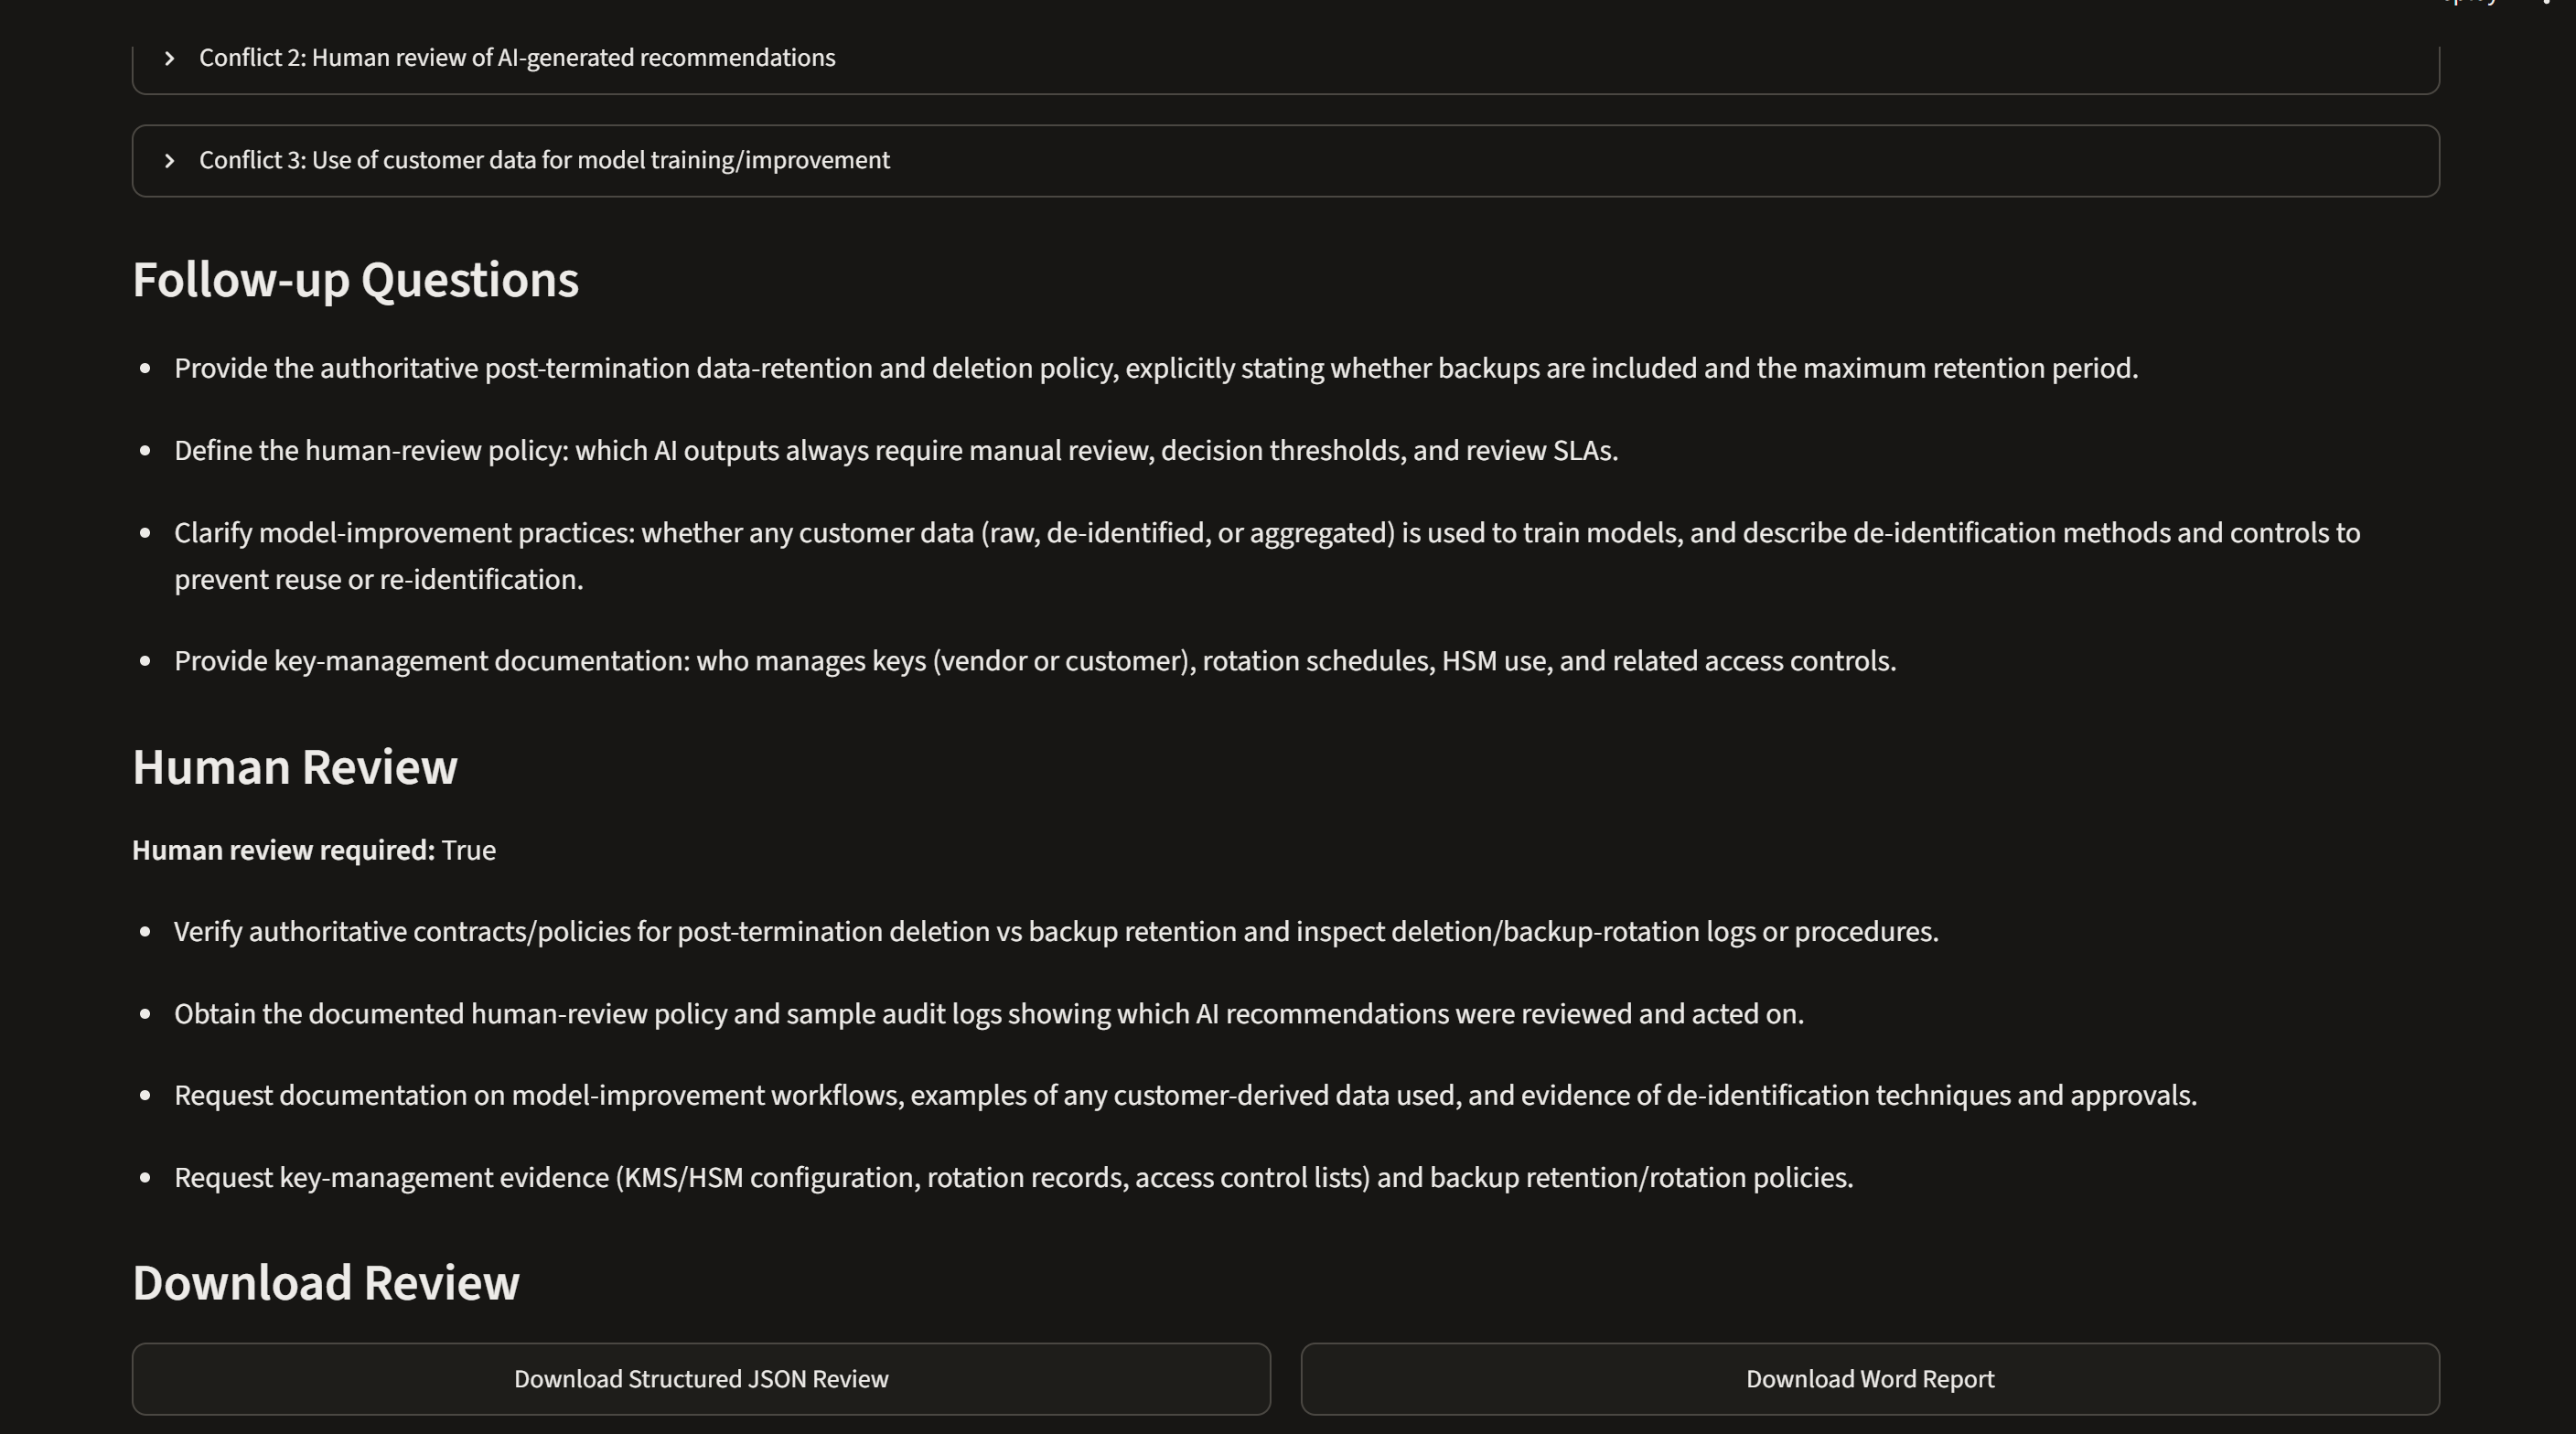 Conflict 2: Human review of AI-generated recommendations
Conflict 3: Use of customer data for model training/improvement
Follow-up Questions
Provide the authoritative post-termination data-retention and deletion policy, explicitly stating whether backups are included and the maximum retention period.
Define the human-review policy: which AI outputs always require manual review, decision thresholds, and review SLAs.
Clarify model-improvement practices: whether any customer data (raw, de-identified, or aggregated) is used to train models, and describe de-identification methods and controls to
prevent reuse or re-identification.
Provide key-management documentation: who manages keys (vendor or customer), rotation schedules, HSM use, and related access controls.
Human Review
Human review required: True
Verify authoritative contracts/policies for post-termination deletion vs backup retention and inspect deletion/backup-rotation logs or procedures.
Obtain the documented human-review policy and sample audit logs showing which AI recommendations were reviewed and acted on.
Request documentation on model-improvement workflows, examples of any customer-derived data used, and evidence of de-identification techniques and approvals.
Request key-management evidence (KMS/HSM configuration, rotation records, access control lists) and backup retention/rotation policies.
Download Review
Download Structured JSON Review
Download Word Report